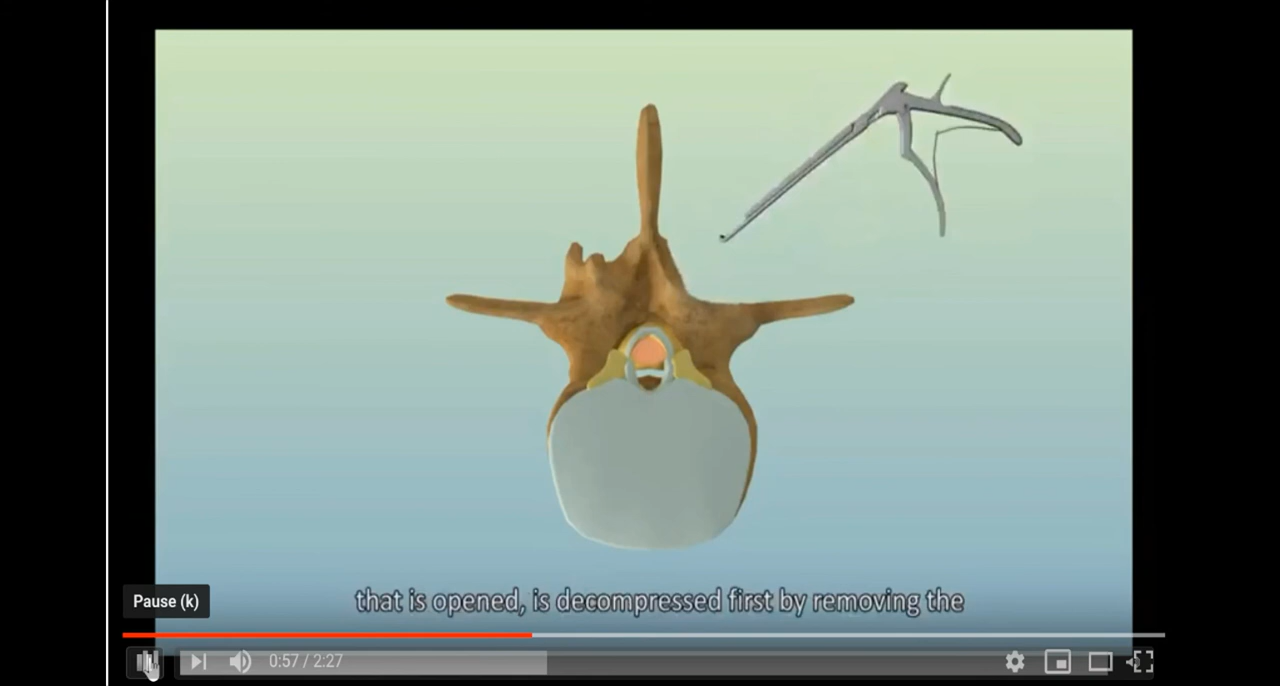 that is opened, is decompressed first by removing the
Pause (k)
0:57 / 2:27